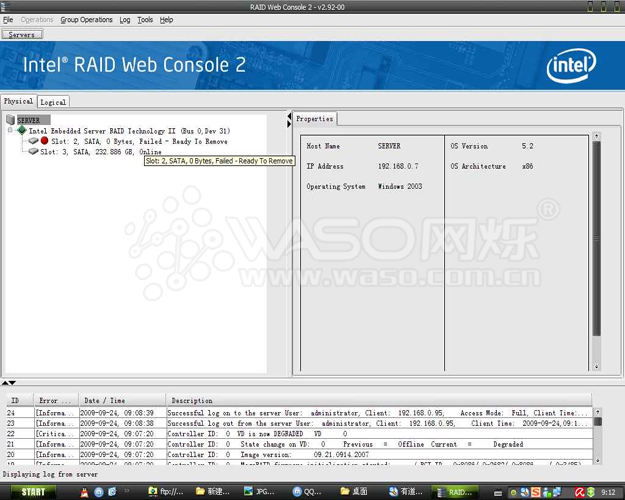 RAID Web Console 2 - v2.92-00
File Operations Group Operations Log Tools Help
Servers
Intel® RAID Web Console 2
intel
Physical Logical
SERVER
Intel Embedded Server RAID Technology II (Bus 0,Dev 31)
Slot: 2, SATA, 0 Bytes, Failed - Ready To Remove
Slot: 3, SATA, 232.886 GB, Online
Slot: 2, SATA, 0 Bytes, Failed - Ready To Remove
Properties
Host Name SERVER OS Version 5.2
IP Address 192.168.0.7 OS Architecture x86
Operating System Windows 2003
WASO网烁®
www.waso.com.cn
ID Error ... Date / Time Description
24 [Informa... 2009-09-24, 09:08:39 Successful log on to the server User: administrator, Client: 192.168.0.95, Access Mode: Full, Client Time:...
23 [Informa... 2009-09-24, 09:08:38 Successful log out from the server User: administrator, Client: 192.168.0.95, Client Time: 2009-09-24,09:1...
22 [Critica... 2009-09-24, 09:07:20 Controller ID: 0 VD is now DEGRADED VD 0
21 [Informa... 2009-09-24, 09:07:20 Controller ID: 0 State change on VD: 0 Previous = Offline Current = Degraded
20 [Informa... 2009-09-24, 09:07:20 Controller ID: 0 Image version: 09.21.0914.2007
Displaying log from server
START ftp://... 新建... JPG... QQ... 桌面 有道... RAID... 9:12